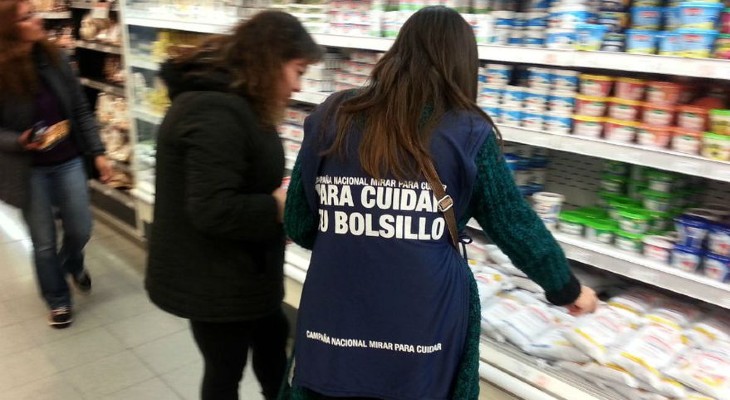 CAMPAÑA NACIONAL MIRAR PARA CUIDAR
PARA CUIDAR
TU BOLSILLO
CAMPAÑA NACIONAL MIRAR PARA CUIDAR